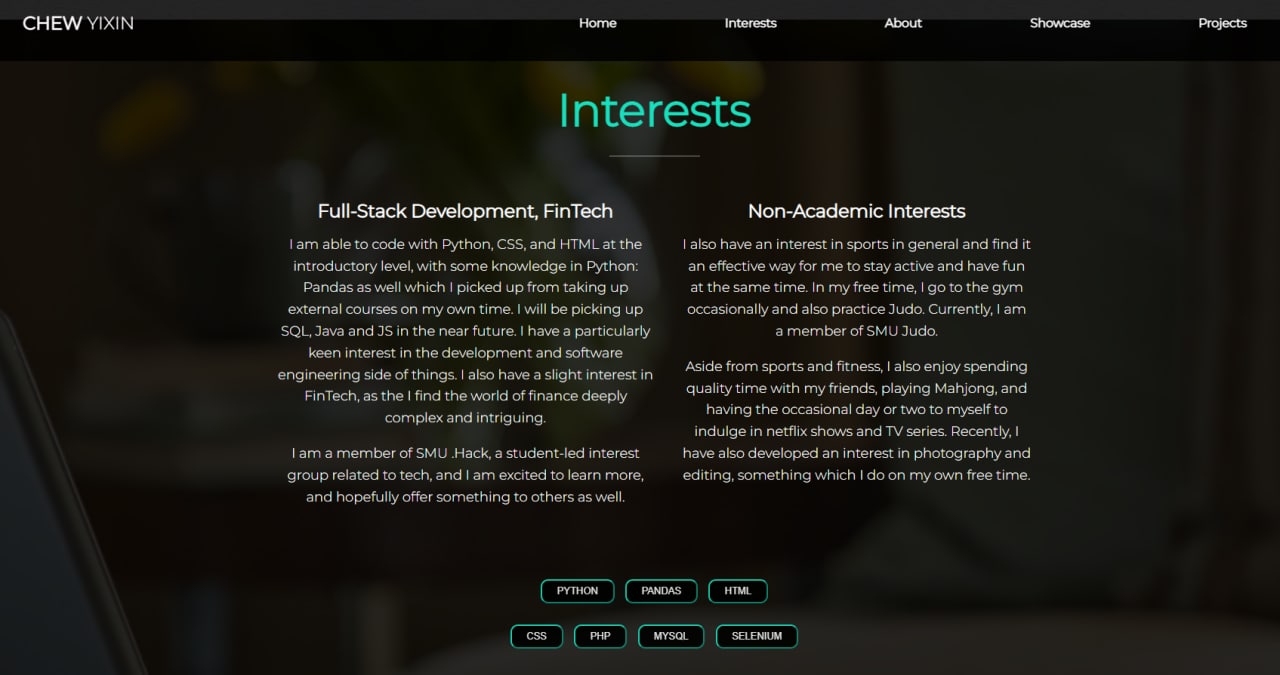 CHEW YIXIN
Home
Interests
About
Showcase
Projects
Interests
Full-Stack Development, FinTech
I am able to code with Python, CSS, and HTML at the
introductory level, with some knowledge in Python:
Pandas as well which I picked up from taking up
external courses on my own time. I will be picking up
SQL, Java and JS in the near future. I have a particularly
keen interest in the development and software
engineering side of things. I also have a slight interest in
FinTech, as the I find the world of finance deeply
complex and intriguing.
I am a member of SMU .Hack, a student-led interest
group related to tech, and I am excited to learn more,
and hopefully offer something to others as well.
Non-Academic Interests
I also have an interest in sports in general and find it
an effective way for me to stay active and have fun
at the same time. In my free time, I go to the gym
occasionally and also practice Judo. Currently, I am
a member of SMU Judo.
Aside from sports and fitness, I also enjoy spending
quality time with my friends, playing Mahjong, and
having the occasional day or two to myself to
indulge in netflix shows and TV series. Recently, I
have also developed an interest in photography and
editing, something which I do on my own free time.
PYTHON
PANDAS
HTML
CSS
PHP
MYSQL
SELENIUM